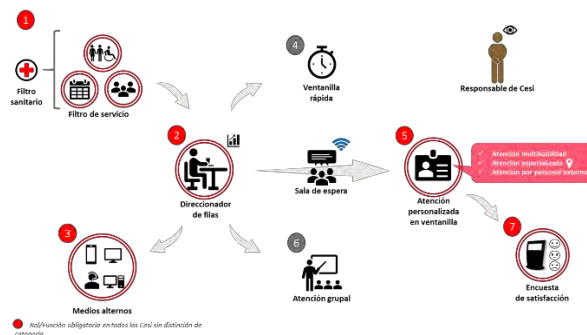 1
Filtro
sanitario
Filtro de servicio
2
Direccionador
de filas
3
Medios alternos
4
Ventanilla
rápida
Responsable de Cesi
Sala de espera
5
Atención
personalizada
en ventanilla
Atención multihabilidad
Atención especializada
Atención por personal externo
6
Atención grupal
7
Encuesta
de satisfacción
Rol/Función obligatoria en todos los Cesi sin distinción de
categoría